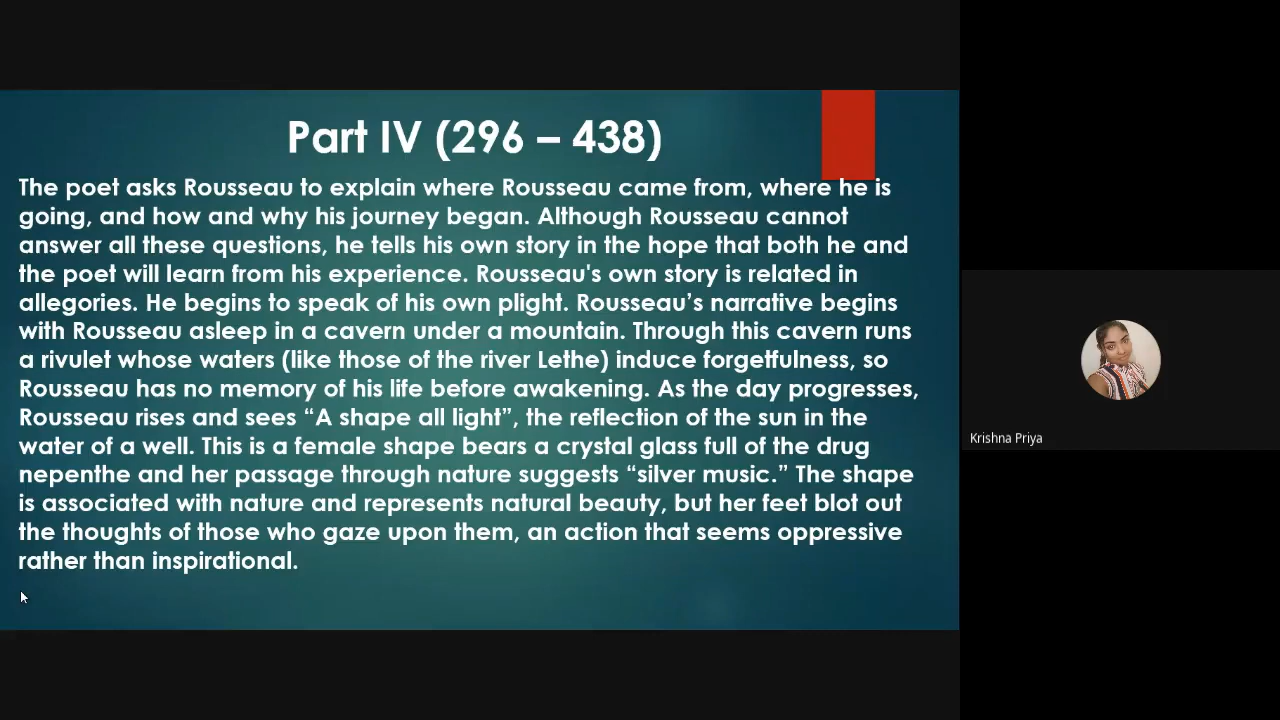 Part IV (296 – 438)
The poet asks Rousseau to explain where Rousseau came from, where he is
going, and how and why his journey began. Although Rousseau cannot
answer all these questions, he tells his own story in the hope that both he and
the poet will learn from his experience. Rousseau's own story is related in
allegories. He begins to speak of his own plight. Rousseau’s narrative begins
with Rousseau asleep in a cavern under a mountain. Through this cavern runs
a rivulet whose waters (like those of the river Lethe) induce forgetfulness, so
Rousseau has no memory of his life before awakening. As the day progresses,
Rousseau rises and sees “A shape all light”, the reflection of the sun in the
water of a well. This is a female shape bears a crystal glass full of the drug
nepenthe and her passage through nature suggests “silver music.” The shape
is associated with nature and represents natural beauty, but her feet blot out
the thoughts of those who gaze upon them, an action that seems oppressive
rather than inspirational.
Krishna Priya